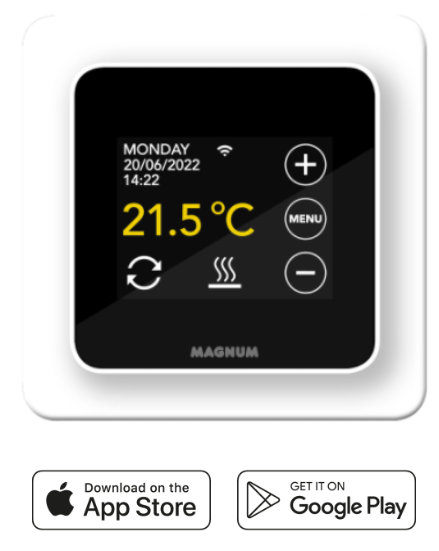 MONDAY
20/06/2022
14:22
21.5 °C
MENU
MAGNUM
Download on the
App Store
GET IT ON
Google Play